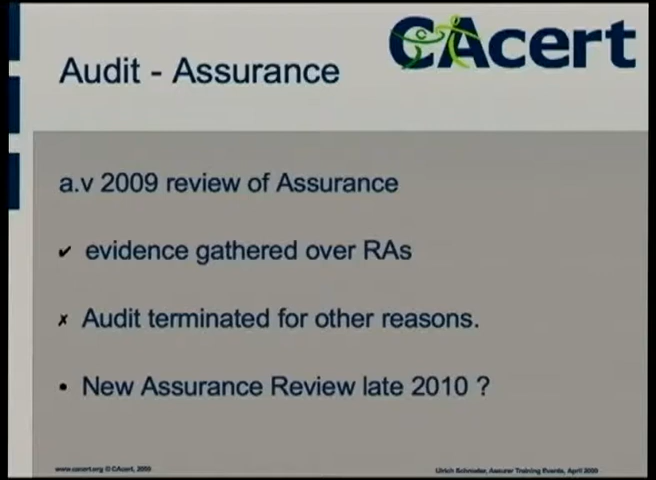 CAcert
Audit - Assurance
a.v 2009 review of Assurance
✔ evidence gathered over RAs
✗ Audit terminated for other reasons.
• New Assurance Review late 2010 ?
www.cacert.org © CAcert, 2009
Ulrich Schroeter, Assurer Training Events, April 2009